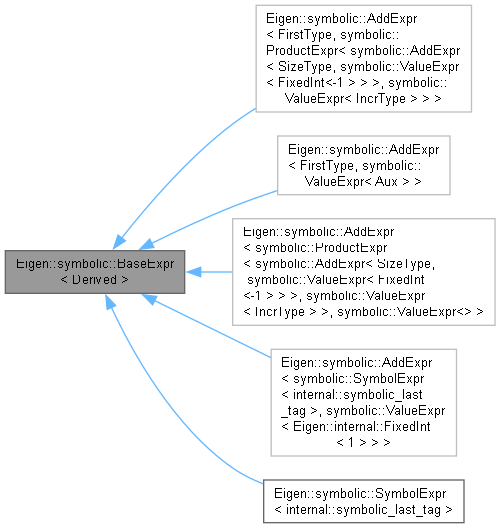 Eigen::symbolic::AddExpr
< FirstType, symbolic::
ProductExpr< symbolic::AddExpr
< SizeType, symbolic::ValueExpr
< FixedInt<-1 > > >, symbolic::
ValueExpr< IncrType > > >
Eigen::symbolic::AddExpr
< FirstType, symbolic::
ValueExpr< Aux > >
Eigen::symbolic::AddExpr
< symbolic::ProductExpr
< symbolic::AddExpr< SizeType,
symbolic::ValueExpr< FixedInt
<-1 > > >, symbolic::ValueExpr
< IncrType > >, symbolic::ValueExpr<> >
Eigen::symbolic::BaseExpr
< Derived >
Eigen::symbolic::AddExpr
< symbolic::SymbolExpr
< internal::symbolic_last
_tag >, symbolic::ValueExpr
< Eigen::internal::FixedInt
< 1 > > >
Eigen::symbolic::SymbolExpr
< internal::symbolic_last_tag >